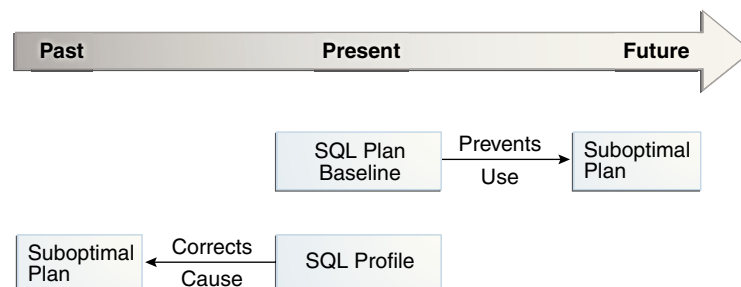 Past Present Future
SQL Plan
Baseline
Prevents
Use
Suboptimal
Plan
Suboptimal
Plan
Corrects
Cause
SQL Profile